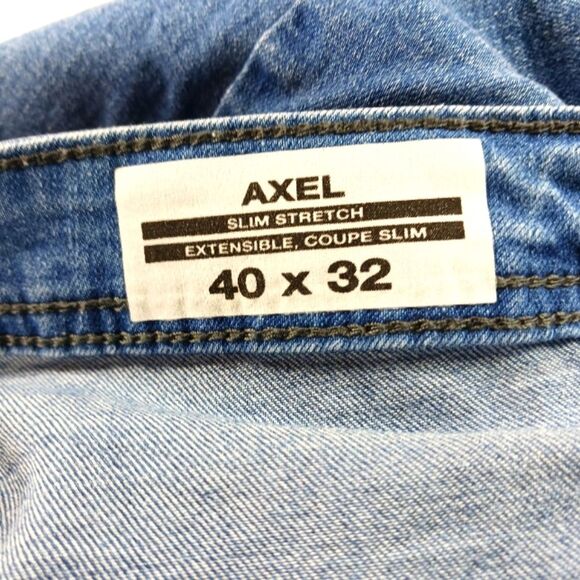 AXEL
SLIM STRETCH
EXTENSIBLE, COUPE SLIM
40 x 32